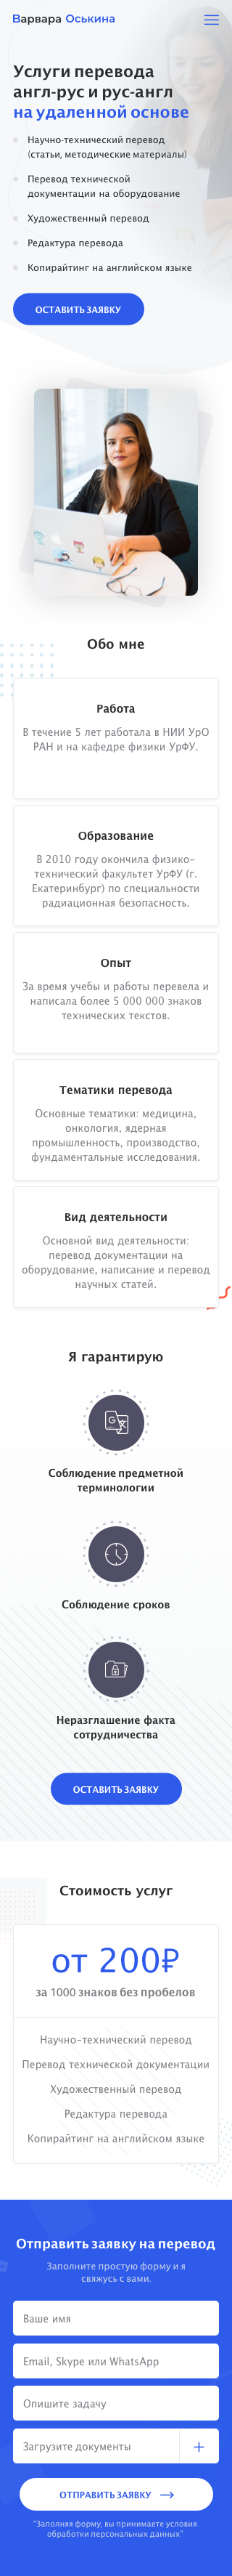 Варвара Оськина
Услуги перевода
англ-рус и рус-англ
на удаленной основе
Научно-технический перевод
(статьи, методические материалы)
Перевод технической
документации на оборудование
Художественный перевод
Редактура перевода
Копирайтинг на английском языке
ОСТАВИТЬ ЗАЯВКУ
Обо мне
Работа
В течение 5 лет работала в НИИ УрО
РАН и на кафедре физики УрФУ.
Образование
В 2010 году окончила физико-
технический факультет УрФУ (г.
Екатеринбург) по специальности
радиационная безопасность.
Опыт
За время учебы и работы перевела и
написала более 5 000 000 знаков
технических текстов.
Тематики перевода
Основные тематики: медицина,
онкология, ядерная
промышленность, производство,
фундаментальные исследования.
Вид деятельности
Основной вид деятельности:
перевод документации на
оборудование, написание и перевод
научных статей.
Я гарантирую
Соблюдение предметной
терминологии
Соблюдение сроков
Неразглашение факта
сотрудничества
ОСТАВИТЬ ЗАЯВКУ
Стоимость услуг
от 200₽
за 1000 знаков без пробелов
Научно-технический перевод
Перевод технической документации
Художественный перевод
Редактура перевода
Копирайтинг на английском языке
Отправить заявку на перевод
Заполните простую форму и я
свяжусь с вами.
Ваше имя
Email, Skype или WhatsApp
Опишите задачу
Загрузите документы
ОТПРАВИТЬ ЗАЯВКУ
"Заполняя форму, вы принимаете условия
обработки персональных данных"